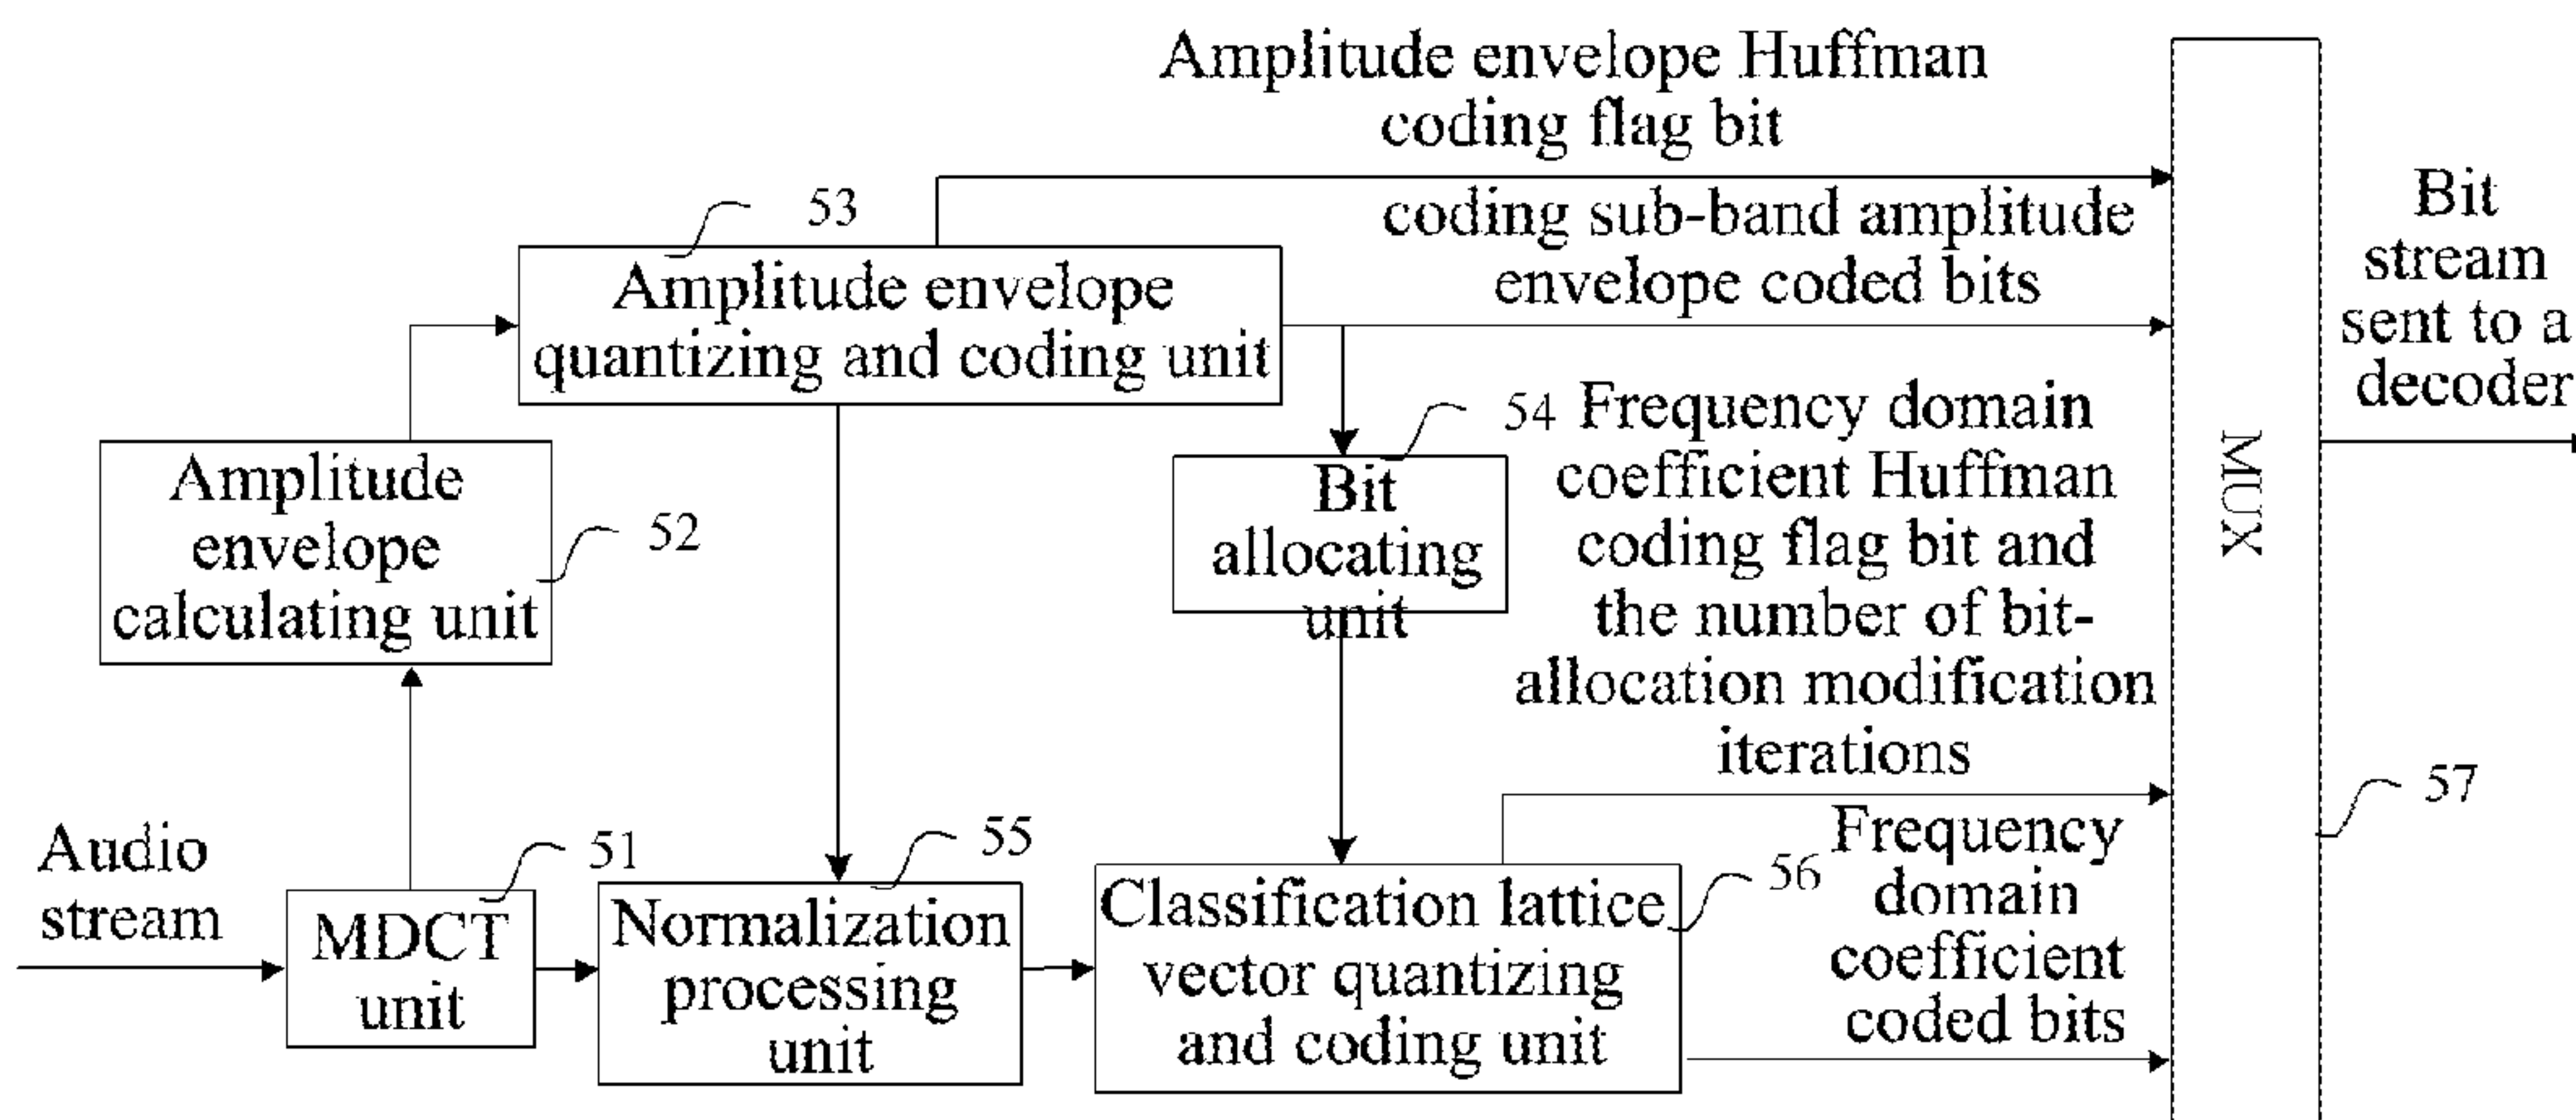 Amplitude envelope Huffman
coding flag bit
53
coding sub-band amplitude
envelope coded bits
Bit
stream
sent to a
decoder
Amplitude envelope
quantizing and coding unit
54
Frequency domain
coefficient Huffman
coding flag bit and
the number of bit-
allocation modification
iterations
Bit
allocating
unit
MUX
Amplitude
envelope
calculating unit
52
57
Audio
stream
51
MDCT
unit
55
Normalization
processing
unit
56
Classification lattice
vector quantizing
and coding unit
Frequency
domain
coefficient
coded bits